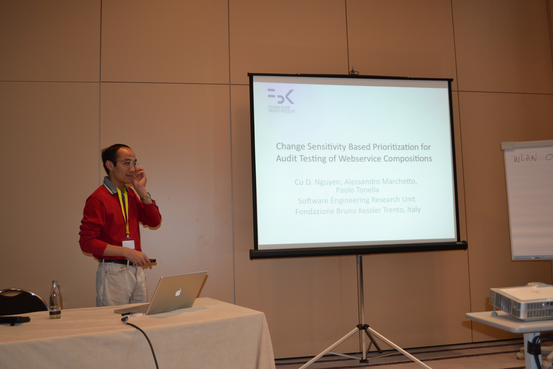 FBK
Change Sensitivity Based Prioritization for
Audit Testing of Webservice Compositions
Cu D. Nguyen, Alessandro Marchetto,
Paolo Tonella
Software Engineering Research Unit
Fondazione Bruno Kessler Trento, Italy
WLAN